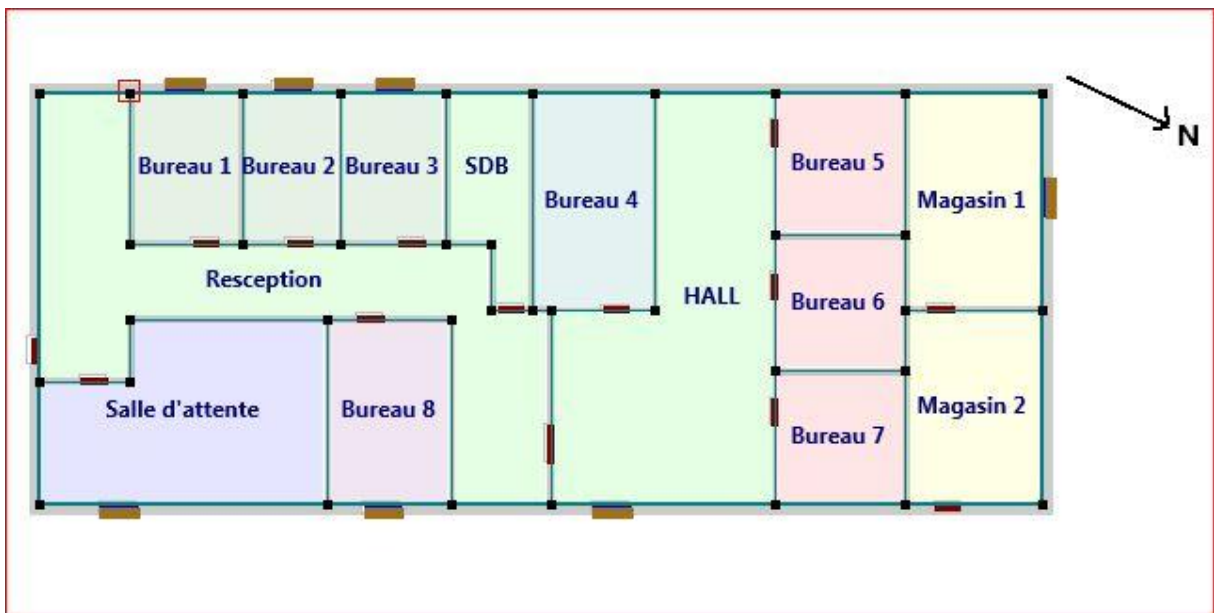 N
Bureau 1
Bureau 2
Bureau 3
SDB
Bureau 4
Bureau 5
Magasin 1
Resception
HALL
Bureau 6
Salle d'attente
Bureau 8
Bureau 7
Magasin 2